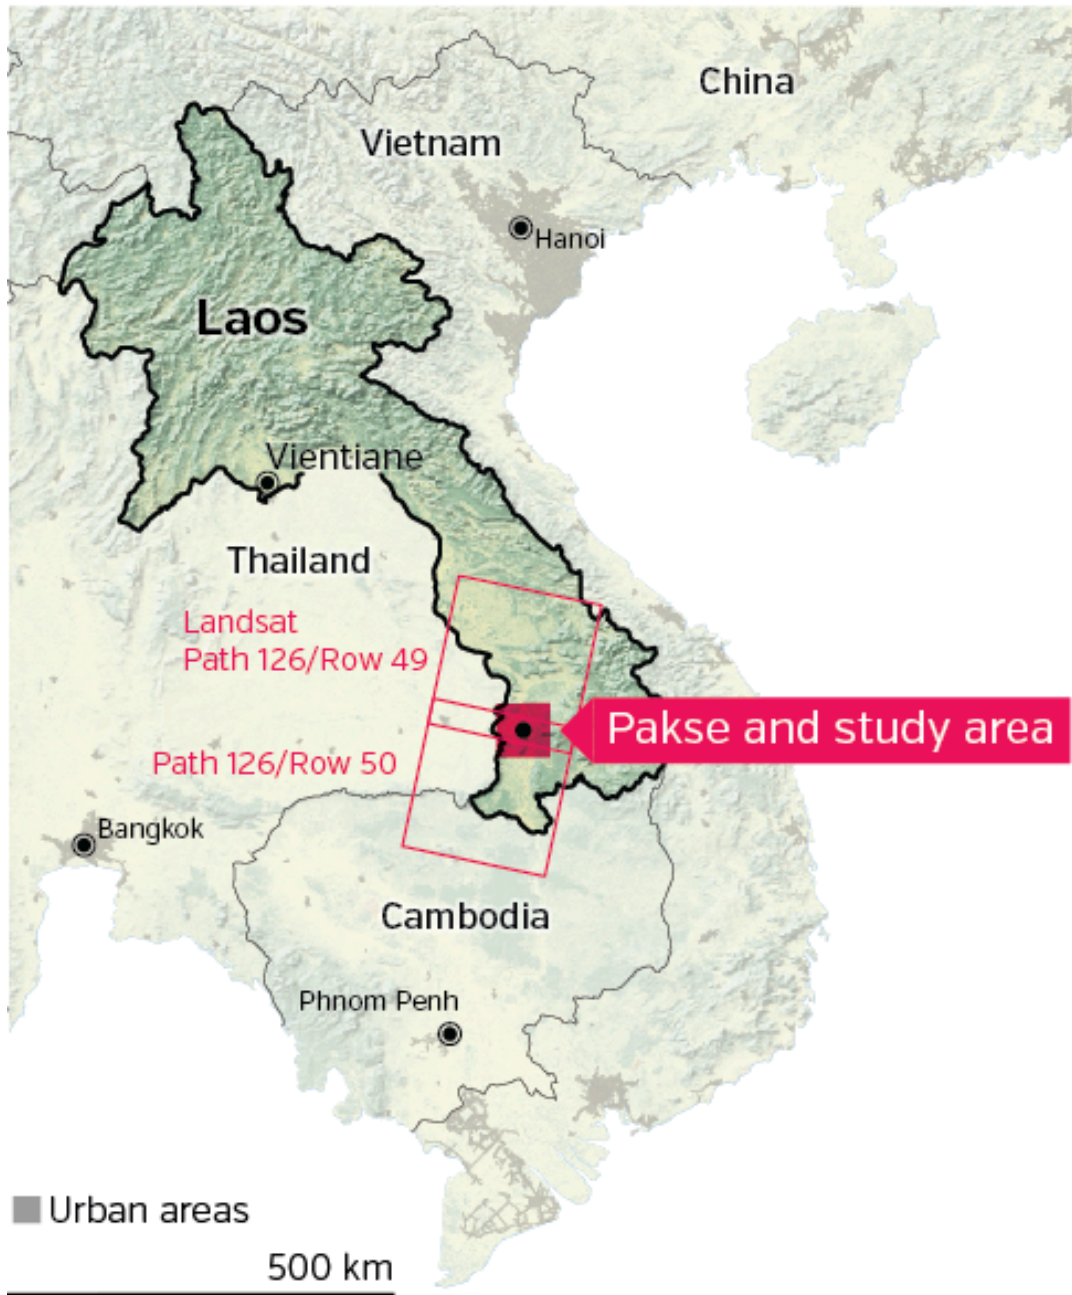 China
Vietnam
Hanoi
Laos
Vientiane
Thailand
Landsat
Path 126/Row 49
Pakse and study area
Path 126/Row 50
Bangkok
Cambodia
Phnom Penh
Urban areas
500 km